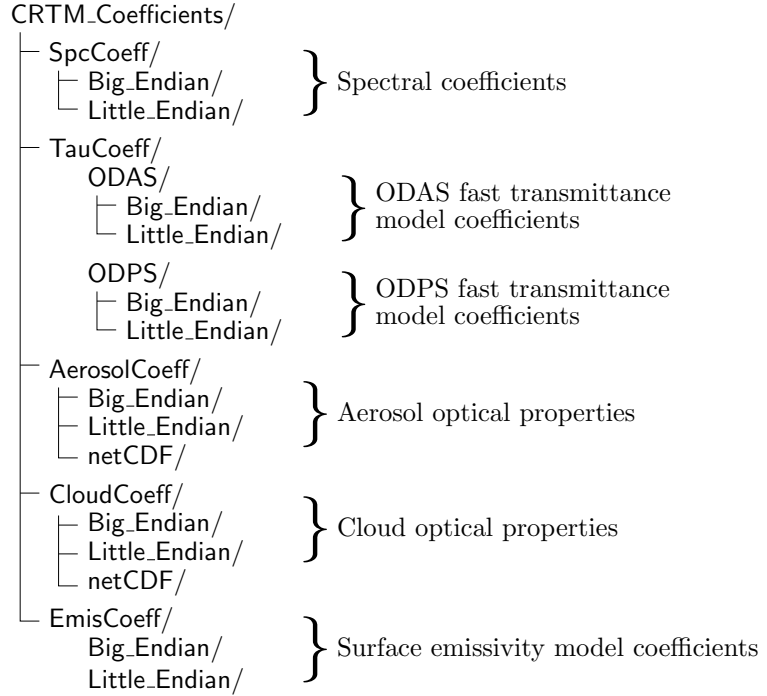 CRTM_Coefficients/
SpcCoeff/
Big_Endian/
Little_Endian/
Spectral coefficients
TauCoeff/
ODAS/
Big_Endian/
Little_Endian/
ODAS fast transmittance
model coefficients
ODPS/
Big_Endian/
Little_Endian/
ODPS fast transmittance
model coefficients
AerosolCoeff/
Big_Endian/
Little_Endian/
netCDF/
Aerosol optical properties
CloudCoeff/
Big_Endian/
Little_Endian/
netCDF/
Cloud optical properties
EmisCoeff/
Big_Endian/
Little_Endian/
Surface emissivity model coefficients